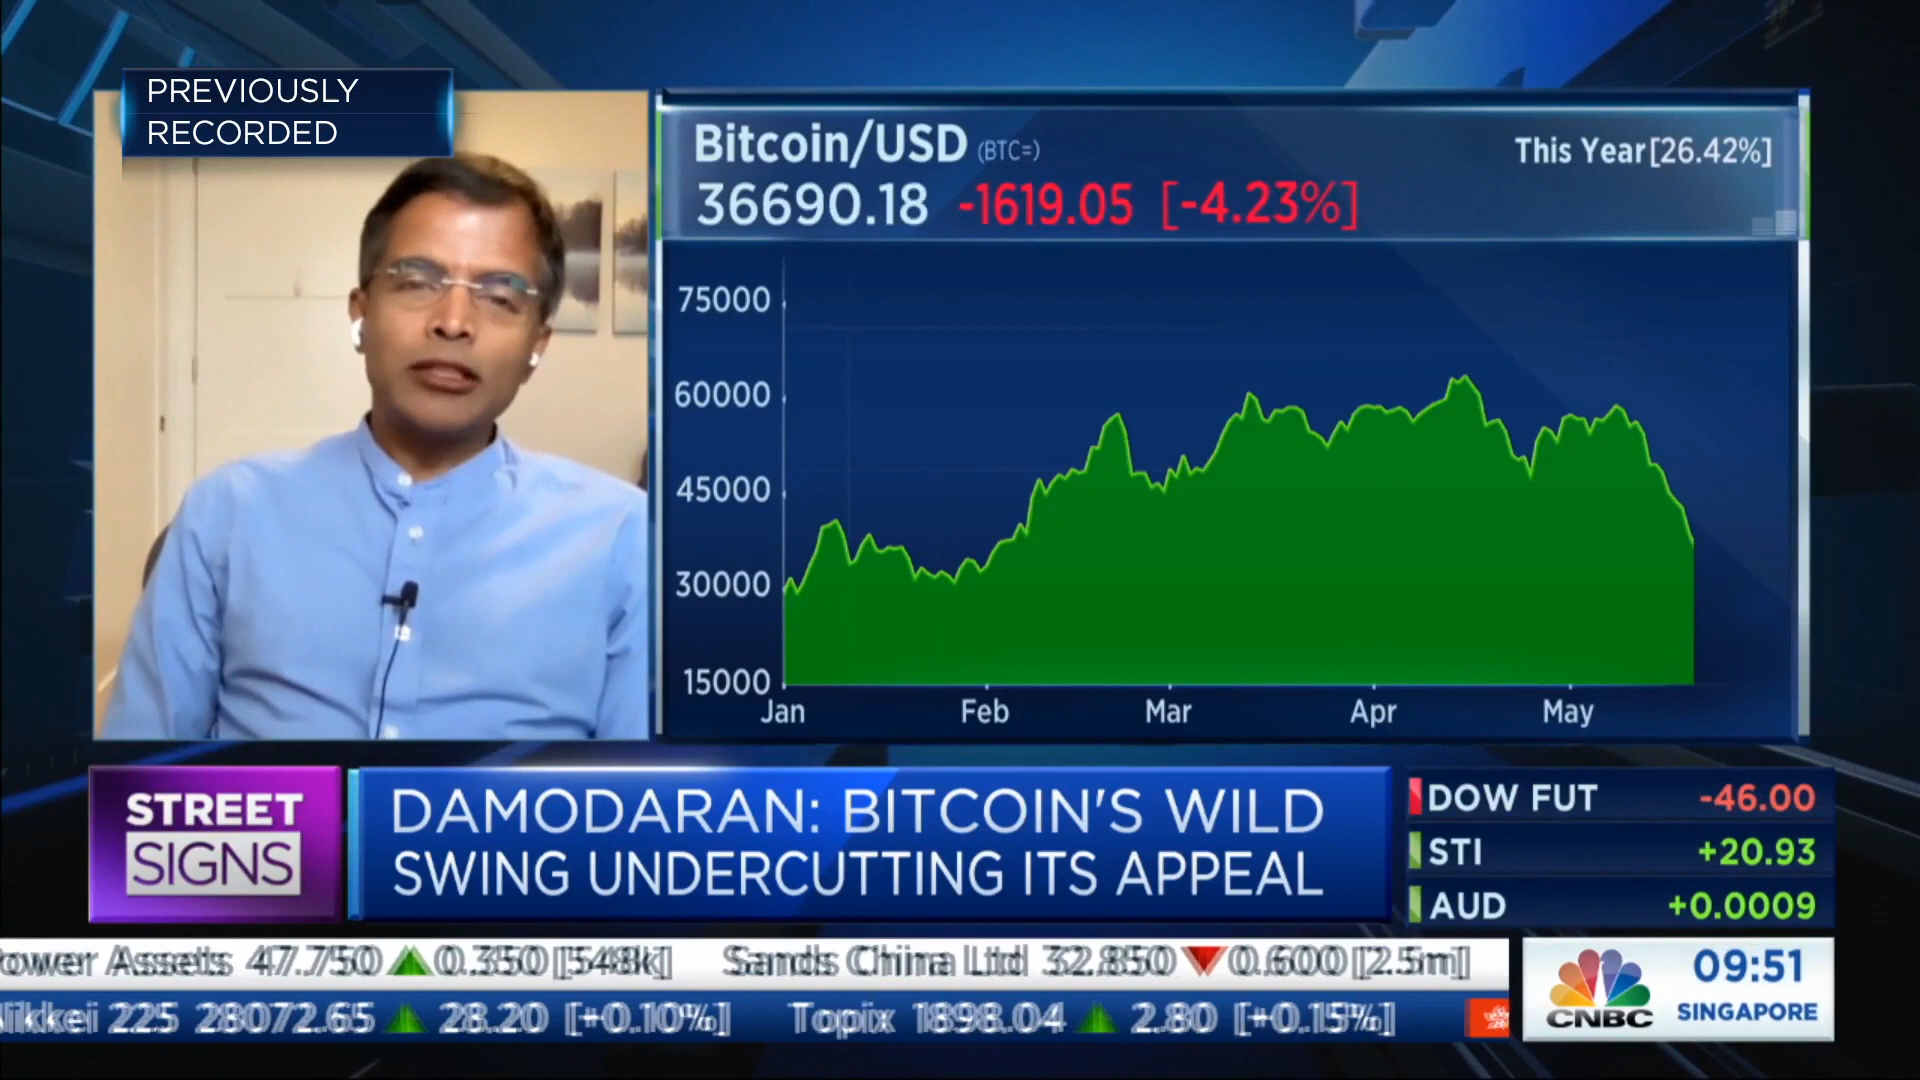 PREVIOUSLY
RECORDED
Bitcoin/USD (BTC=)
This Year[26.42%]
36690.18 -1619.05 [-4.23%]
75000
60000
45000
30000
15000
Jan Feb Mar Apr May
STREET
SIGNS
DAMODARAN: BITCOIN'S WILD
SWING UNDERCUTTING ITS APPEAL
DOW FUT -46.00
STI +20.93
AUD +0.0009
ower Assets 47.750 0.350 [548k] Sands China Ltd 32.850 0.600 [2.5m]
ikkei 225 28072.65 28.20 [+0.10%] Topix 1898.04 2.80 [+0.15%]
CNBC
09:51
SINGAPORE